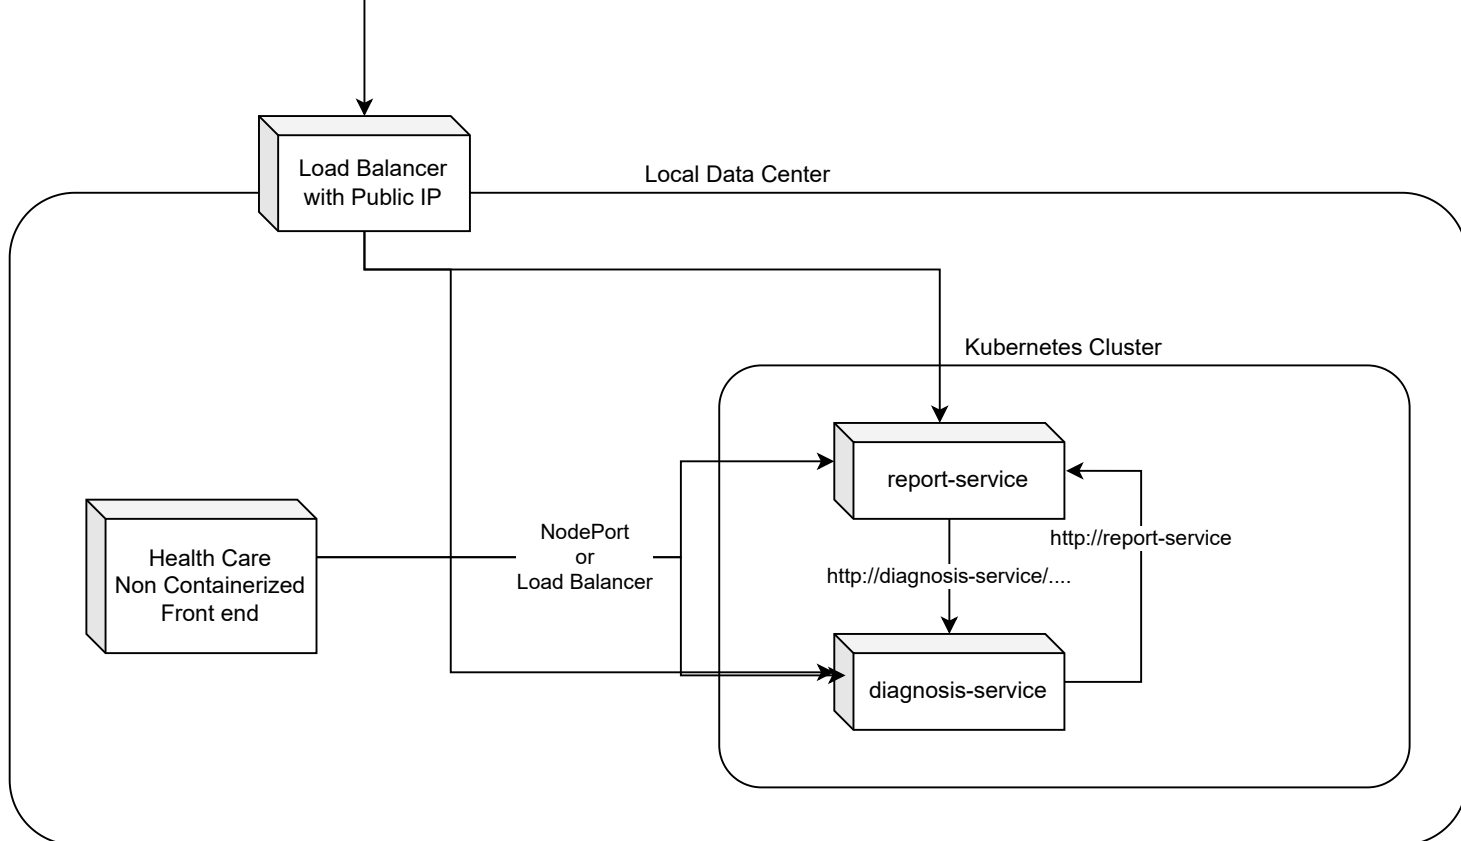 Load Balancer
with Public IP
Local Data Center
Kubernetes Cluster
report-service
http://report-service
NodePort
or
Load Balancer
Health Care
Non Containerized
Front end
http://diagnosis-service/....
diagnosis-service